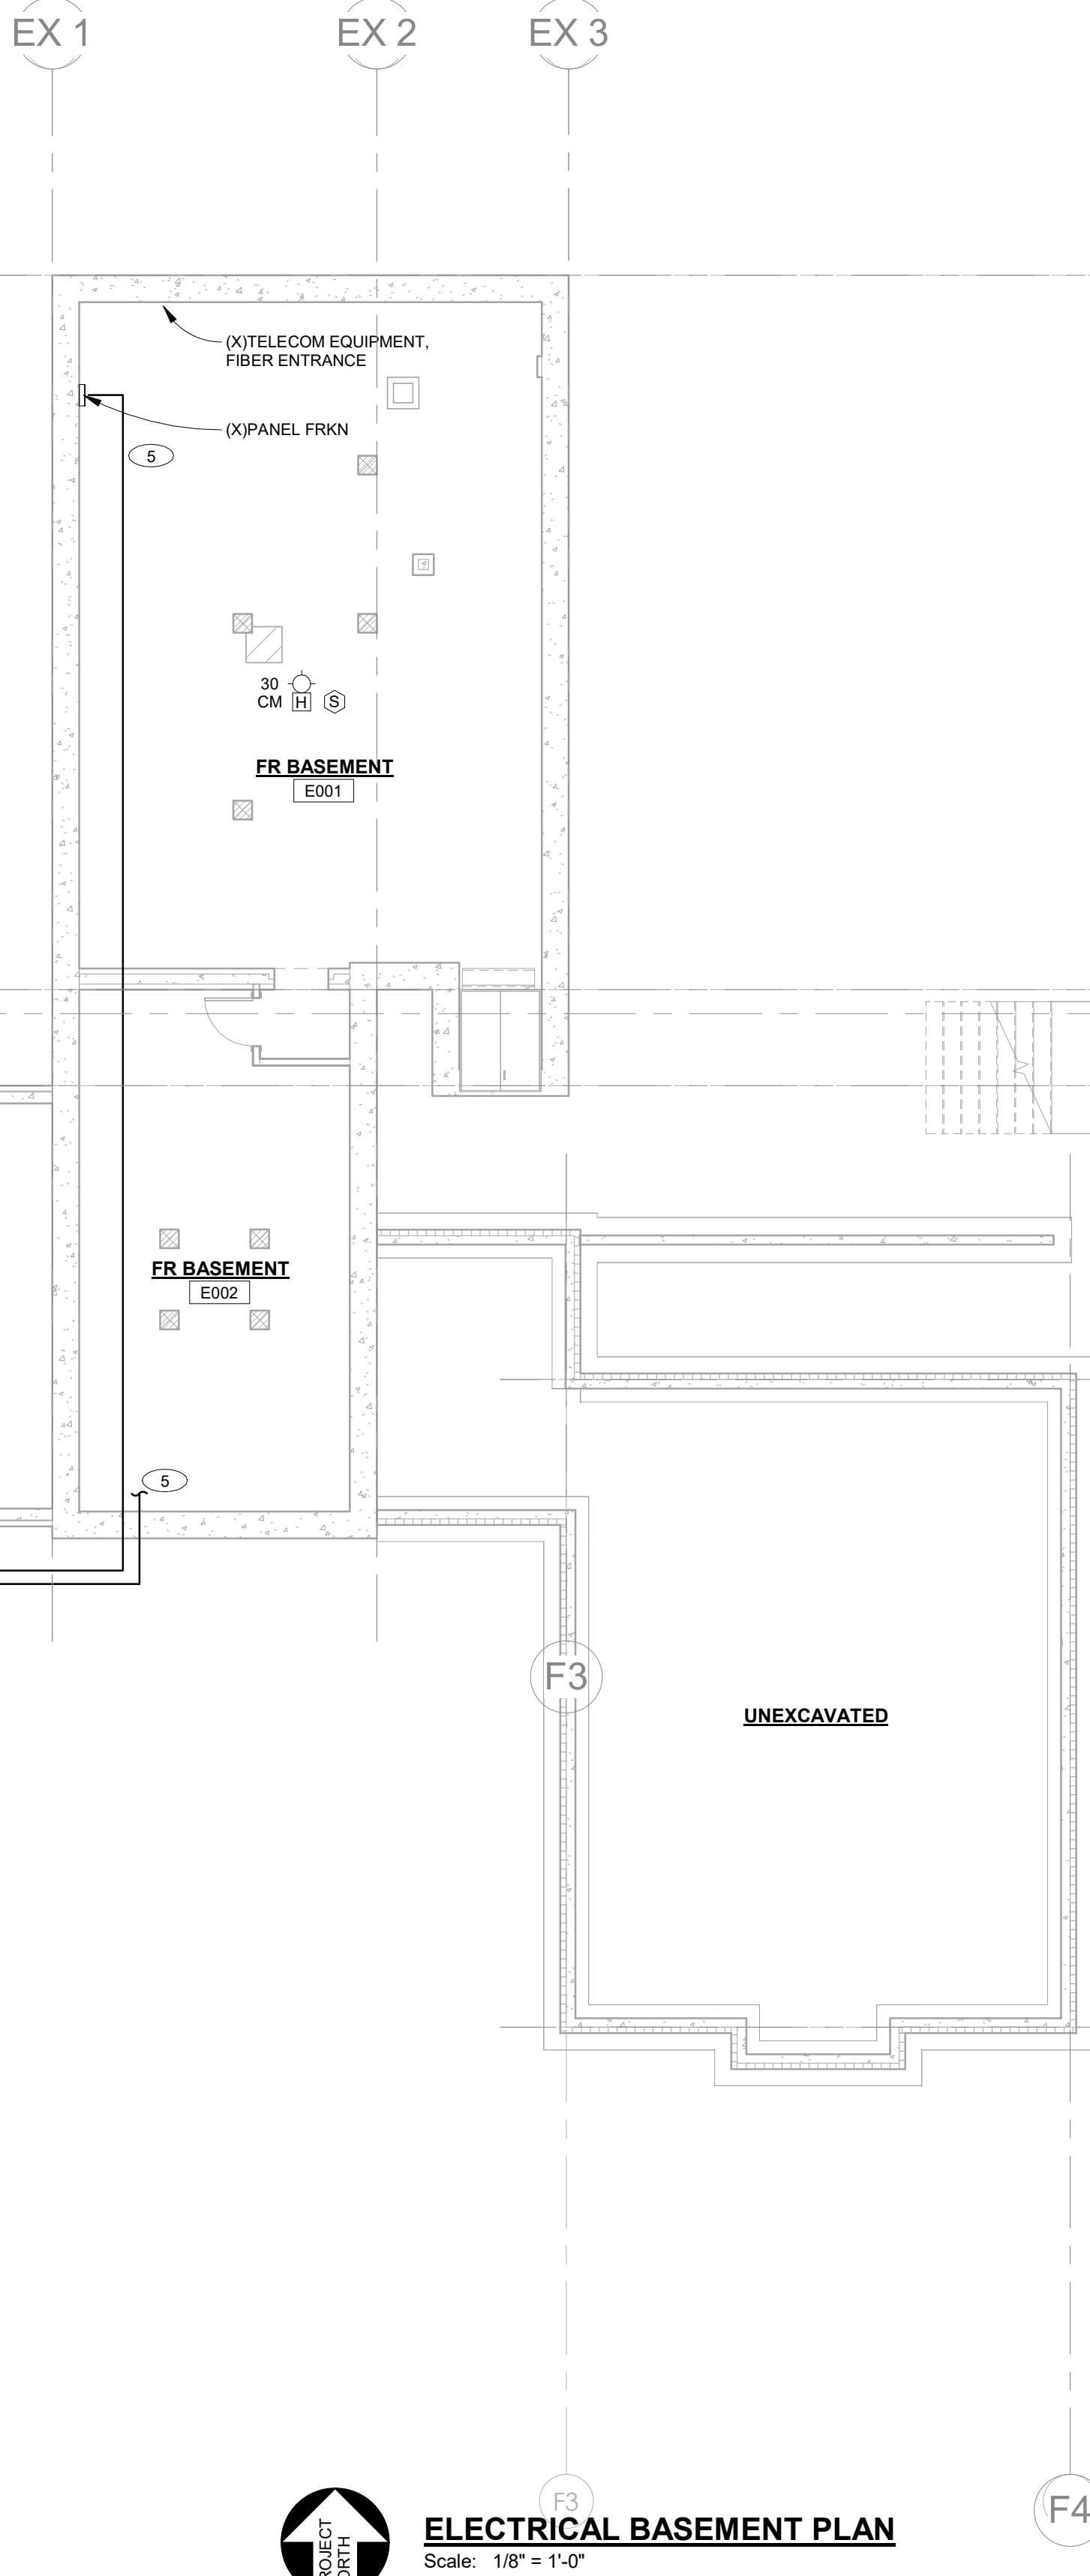 EX 1
EX 2
EX 3
(X)TELECOM EQUIPMENT,
FIBER ENTRANCE
(X)PANEL FRKN
5
30
CM
H
S
FR BASEMENT
E001
FR BASEMENT
E002
5
F3
UNEXCAVATED
F3
F4
ELECTRICAL BASEMENT PLAN
Scale: 1/8" = 1'-0"